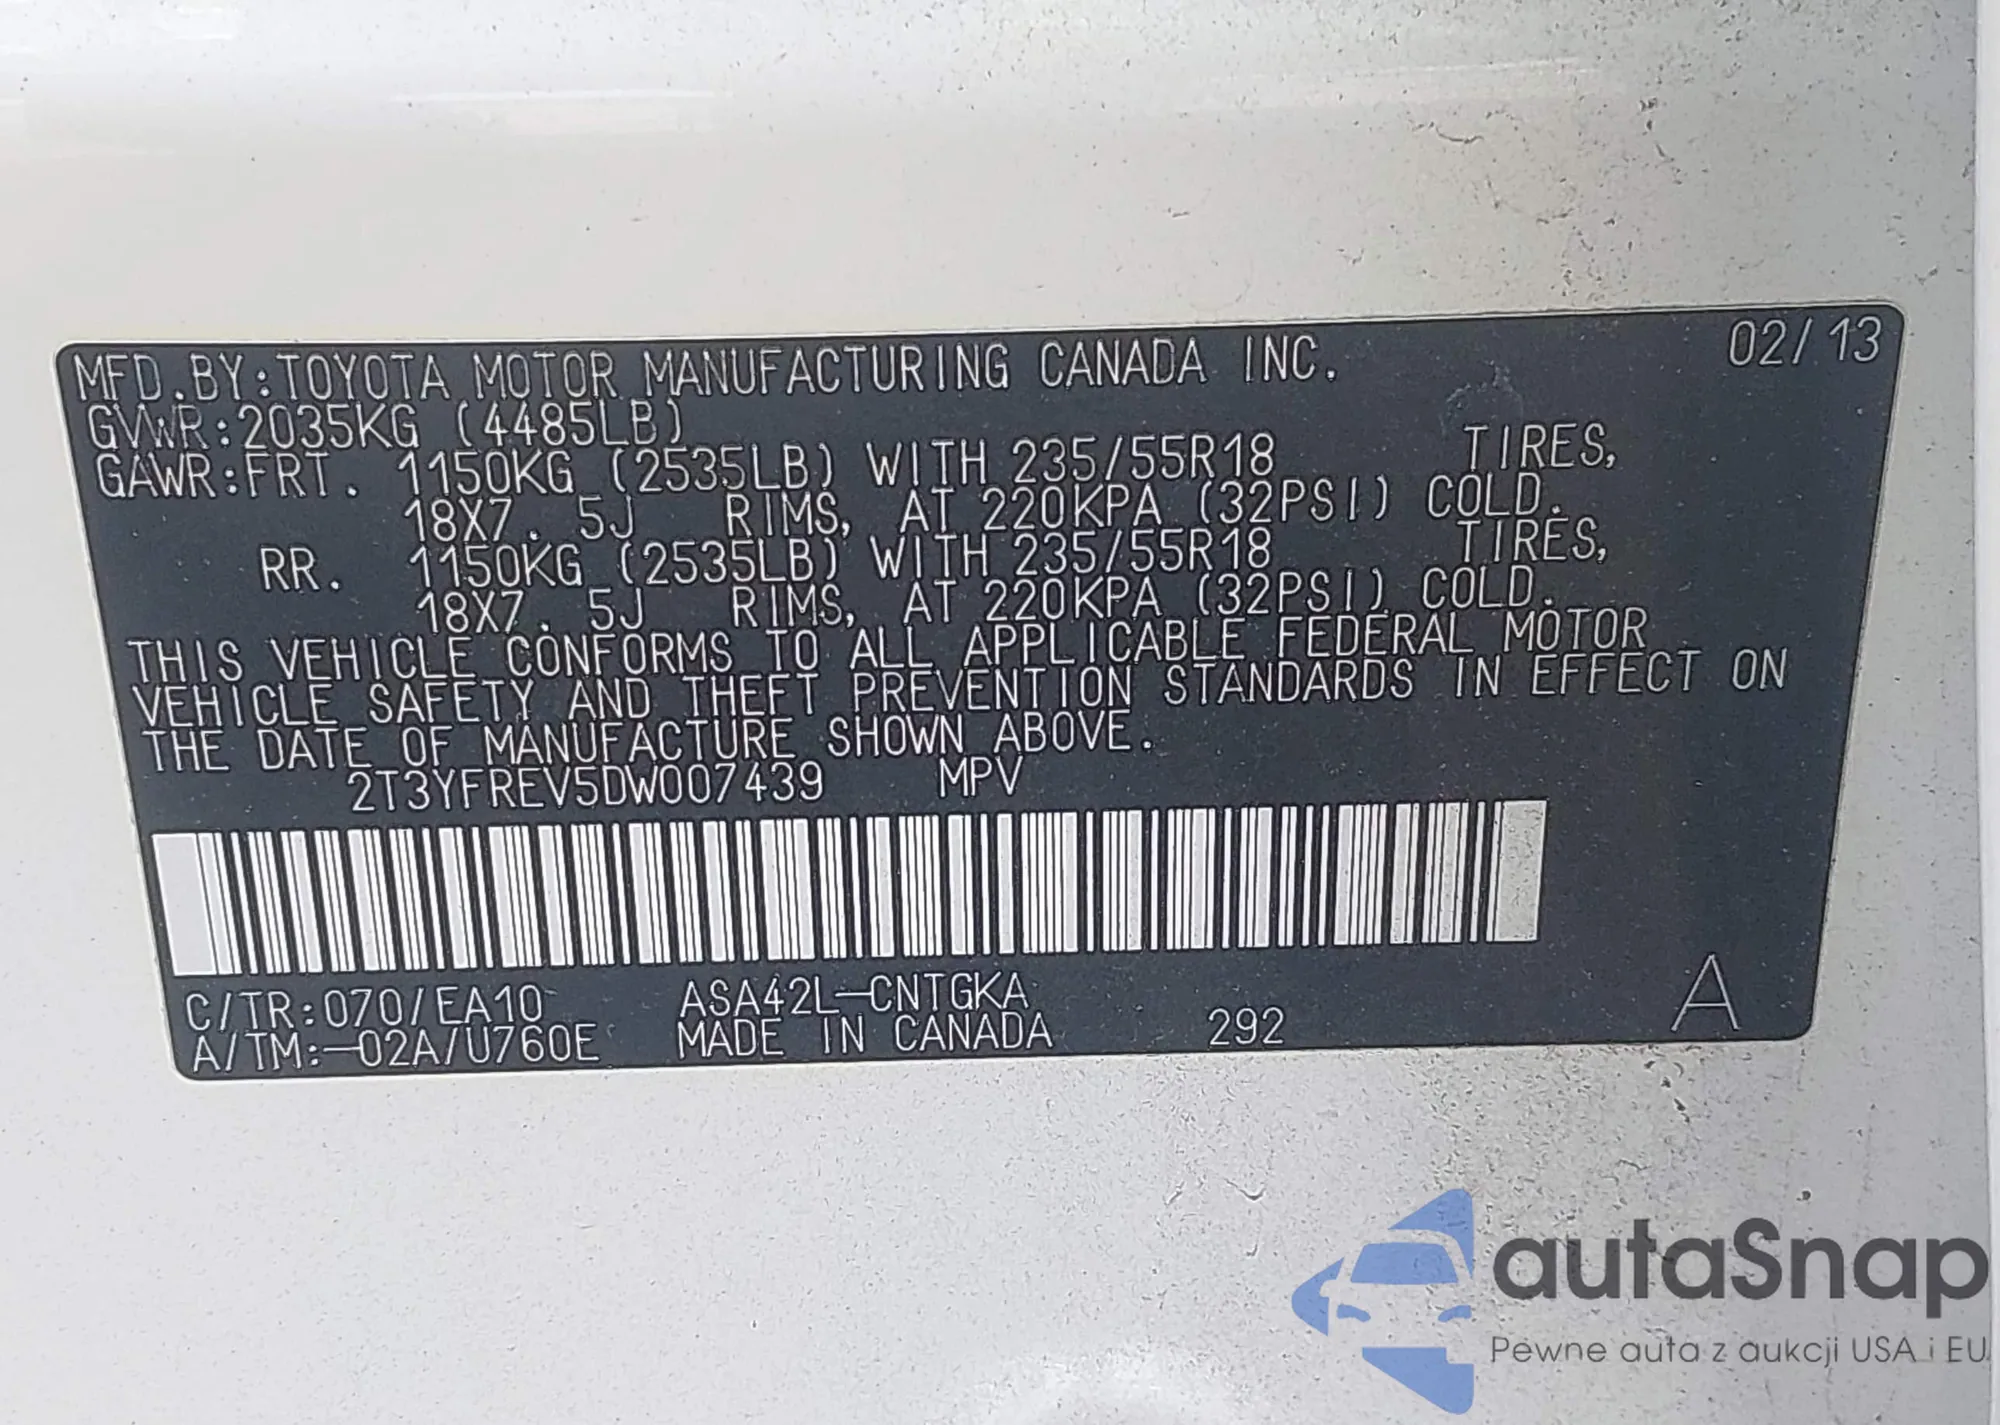 MFD.BY:TOYOTA MOTOR MANUFACTURING CANADA INC. 02/13
GVWR:2035KG (4485LB)
GAWR:FRT. 1150KG (2535LB) WITH 235/55R18 TIRES,
18X7.5J RIMS, AT 220KPA (32PSI) COLD.
RR. 1150KG (2535LB) WITH 235/55R18 TIRES,
18X7.5J RIMS, AT 220KPA (32PSI) COLD.
THIS VEHICLE CONFORMS TO ALL APPLICABLE FEDERAL MOTOR
VEHICLE SAFETY AND THEFT PREVENTION STANDARDS IN EFFECT ON
THE DATE OF MANUFACTURE SHOWN ABOVE.
2T3YFREV5DW007439 MPV
C/TR:070/EA10 ASA42L-CNTGKA
A/TM:-02A/U760E MADE IN CANADA 292 A
autaSnap
Pewne auta z aukcji USA i EU